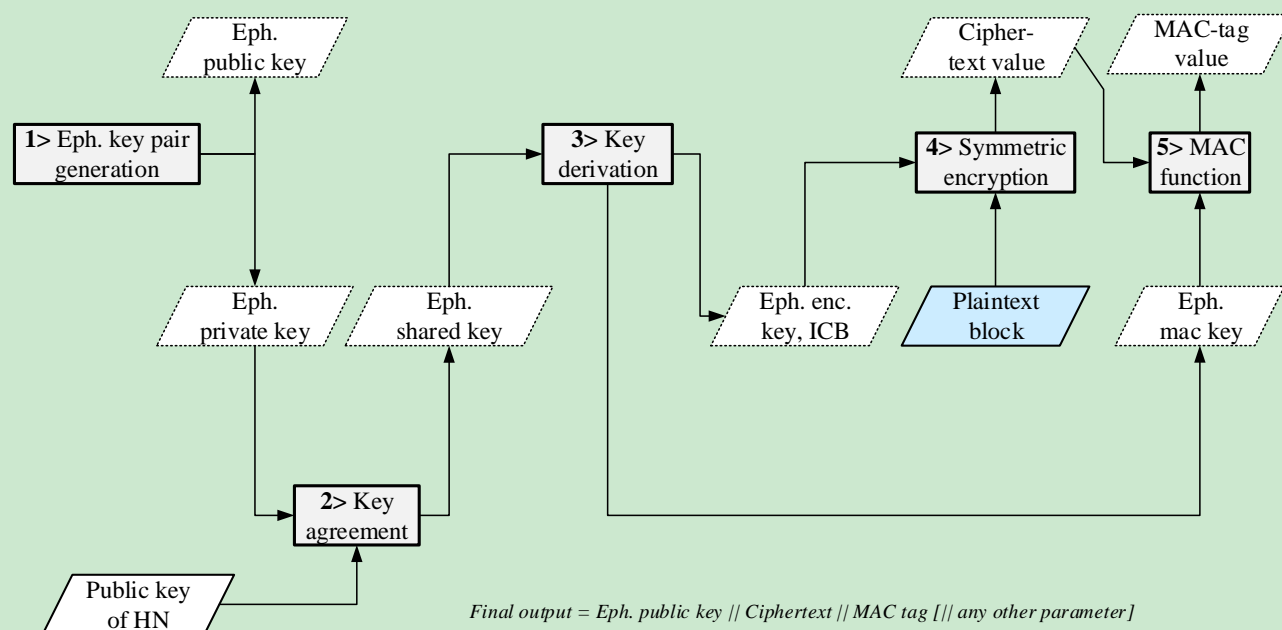 Eph.
public key
Cipher-
text value
MAC-tag
value
1> Eph. key pair
generation
3> Key
derivation
4> Symmetric
encryption
5> MAC
function
Eph.
private key
Eph.
shared key
Eph. enc.
key, ICB
Plaintext
block
Eph.
mac key
2> Key
agreement
Public key
of HN
Final output = Eph. public key || Ciphertext || MAC tag [|| any other parameter]